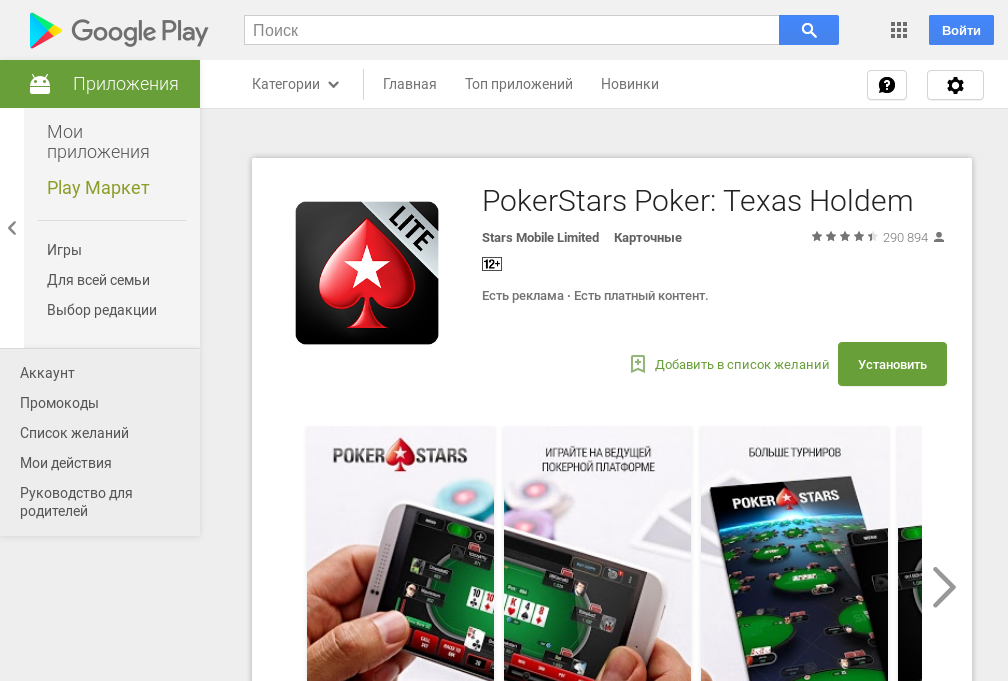 Google Play
Поиск
Войти
Приложения
Категории
Главная
Топ приложений
Новинки
Мои
приложения
Play Маркет
Игры
Для всей семьи
Выбор редакции
Аккаунт
Промокоды
Список желаний
Мои действия
Руководство для
родителей
LITE
PokerStars Poker: Texas Holdem
Stars Mobile Limited Карточные
290 894
12+
Есть реклама · Есть платный контент.
Добавить в список желаний
Установить
POKER STARS
ИГРАЙТЕ НА ВЕДУЩЕЙ
ПОКЕРНОЙ ПЛАТФОРМЕ
БОЛЬШЕ ТУРНИРОВ
POKER STARS